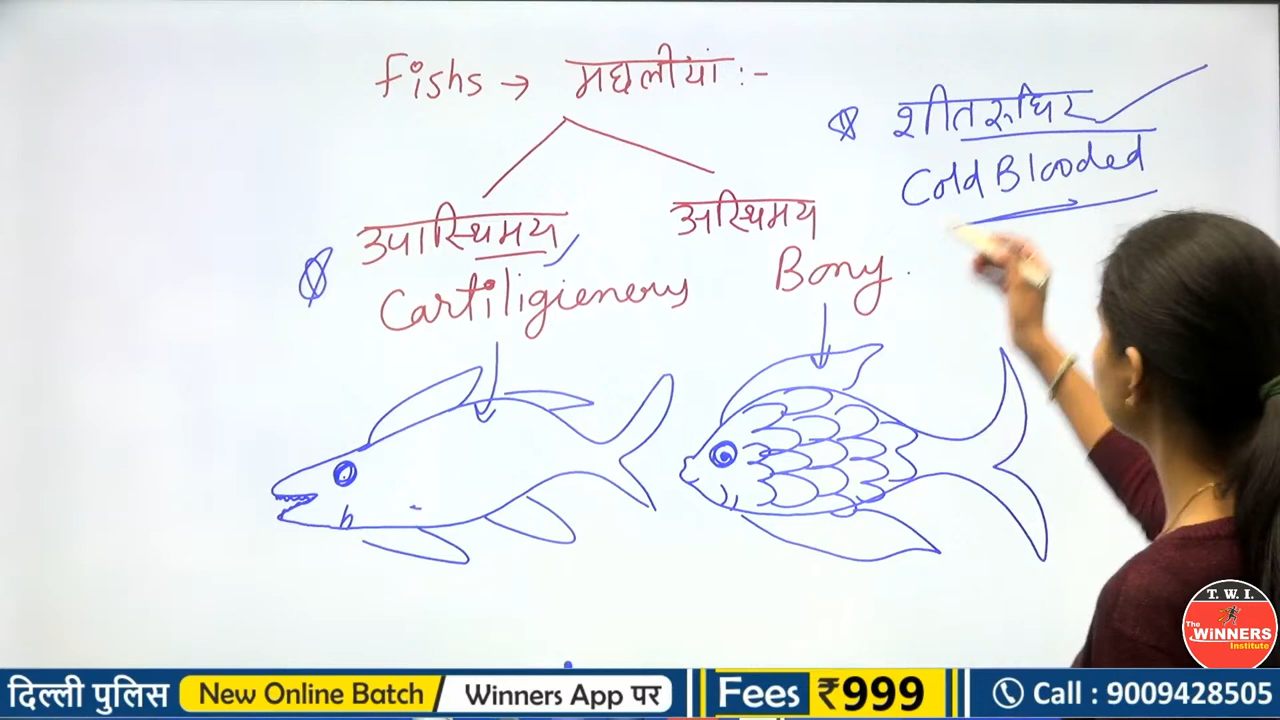 fishs → मछलीयां :-
शीतरुधिर
Cold Blooded
उपास्थिमय
अस्थिमय
Cartiligieners
Bony.
T. W. I.
The
WiNNERS
Institute
दिल्ली पुलिस New Online Batch Winners App पर Fees ₹999 Call : 9009428505